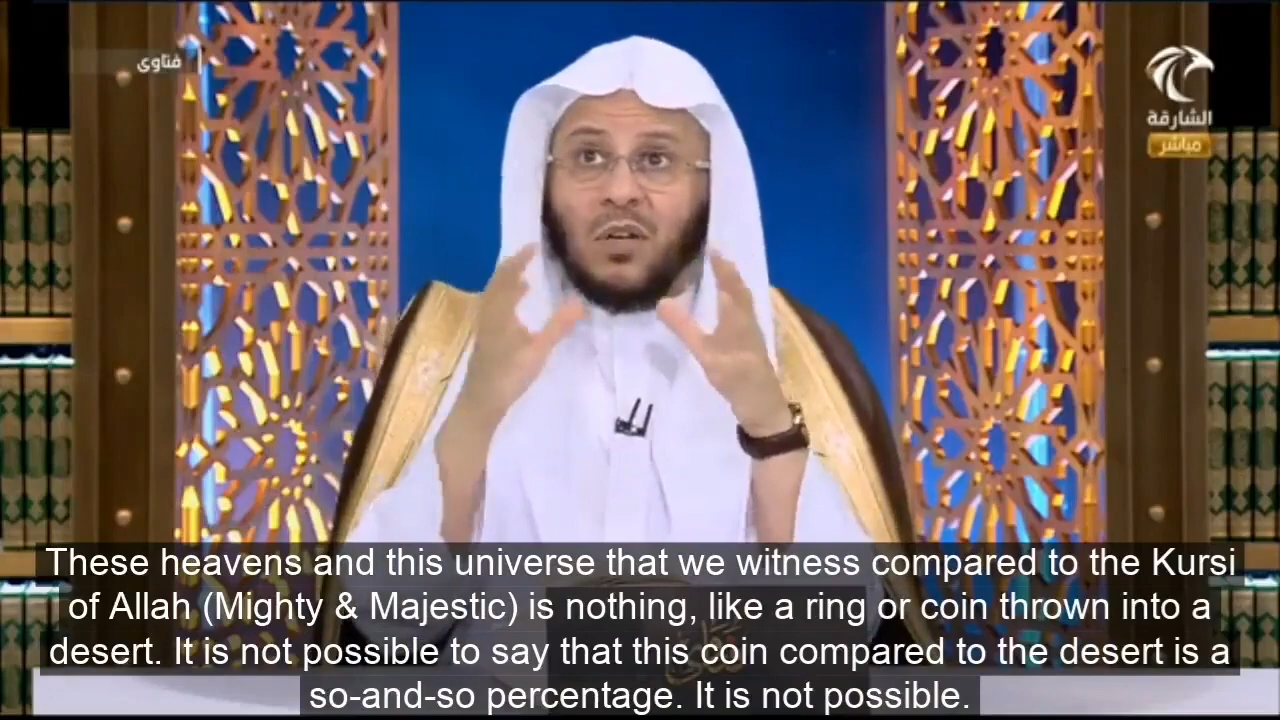 فتاوى
الشارقة
مباشر
These heavens and this universe that we witness compared to the Kursi
of Allah (Mighty & Majestic) is nothing, like a ring or coin thrown into a
desert. It is not possible to say that this coin compared to the desert is a
so-and-so percentage. It is not possible.